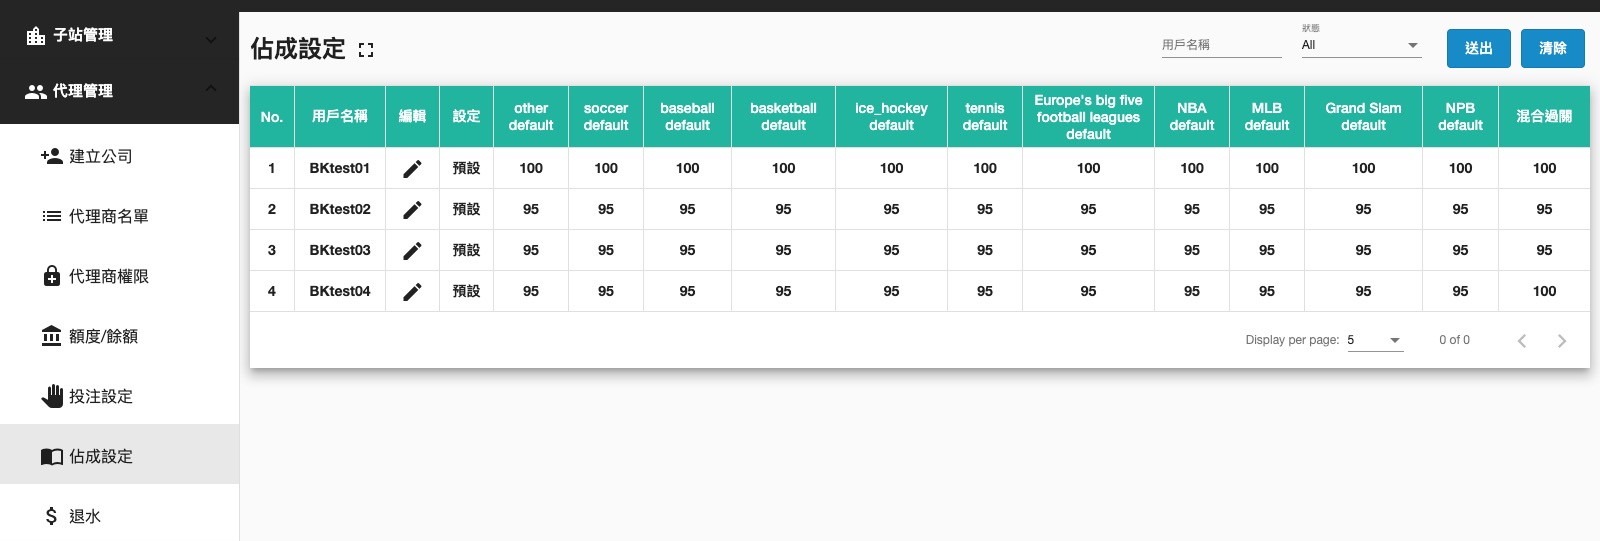 子站管理
代理管理
建立公司
代理商名單
代理商權限
額度/餘額
投注設定
佔成設定
退水
佔成設定
用戶名稱
狀態
All
送出
清除
No. 用戶名稱 編輯 設定 other default soccer default baseball default basketball default ice_hockey default tennis default Europe's big five football leagues default NBA default MLB default Grand Slam default NPB default 混合過關
1 BKtest01 預設 100 100 100 100 100 100 100 100 100 100 100 100
2 BKtest02 預設 95 95 95 95 95 95 95 95 95 95 95 95
3 BKtest03 預設 95 95 95 95 95 95 95 95 95 95 95 95
4 BKtest04 預設 95 95 95 95 95 95 95 95 95 95 95 100
Display per page: 5 0 of 0